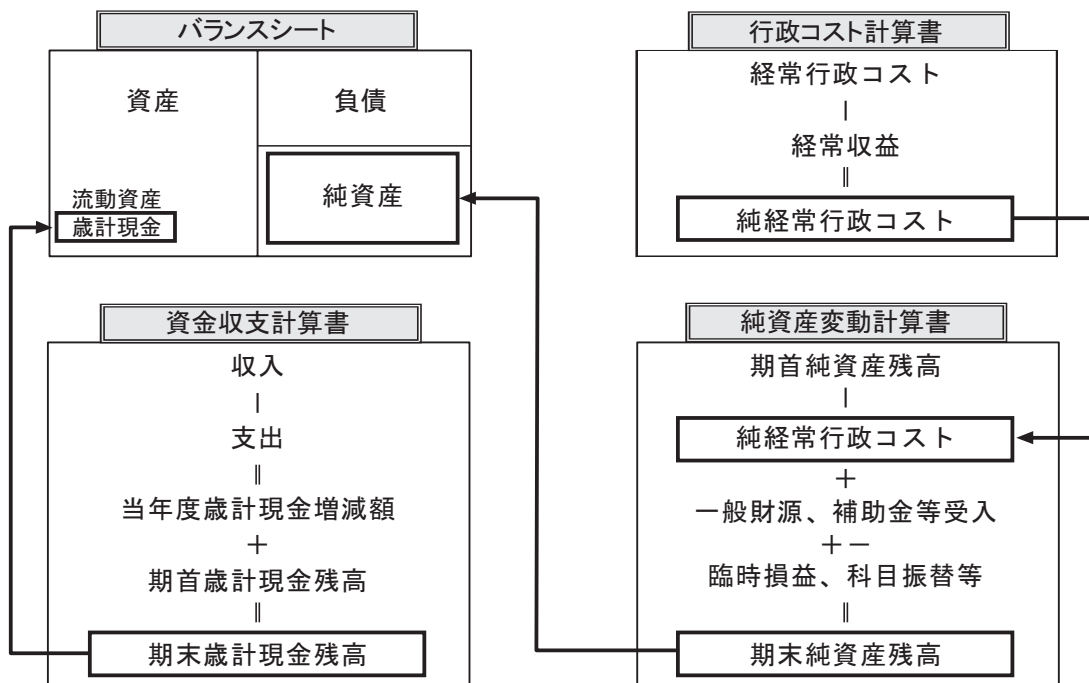 バランスシート
資産
負債
純資産
流動資産
歳計現金
行政コスト計算書
経常行政コスト
－
経常収益
＝
純経常行政コスト
資金収支計算書
収入
－
支出
＝
当年度歳計現金増減額
＋
期首歳計現金残高
＝
期末歳計現金残高
純資産変動計算書
期首純資産残高
－
純経常行政コスト
＋
一般財源、補助金等受入
＋－
臨時損益、科目振替等
＝
期末純資産残高